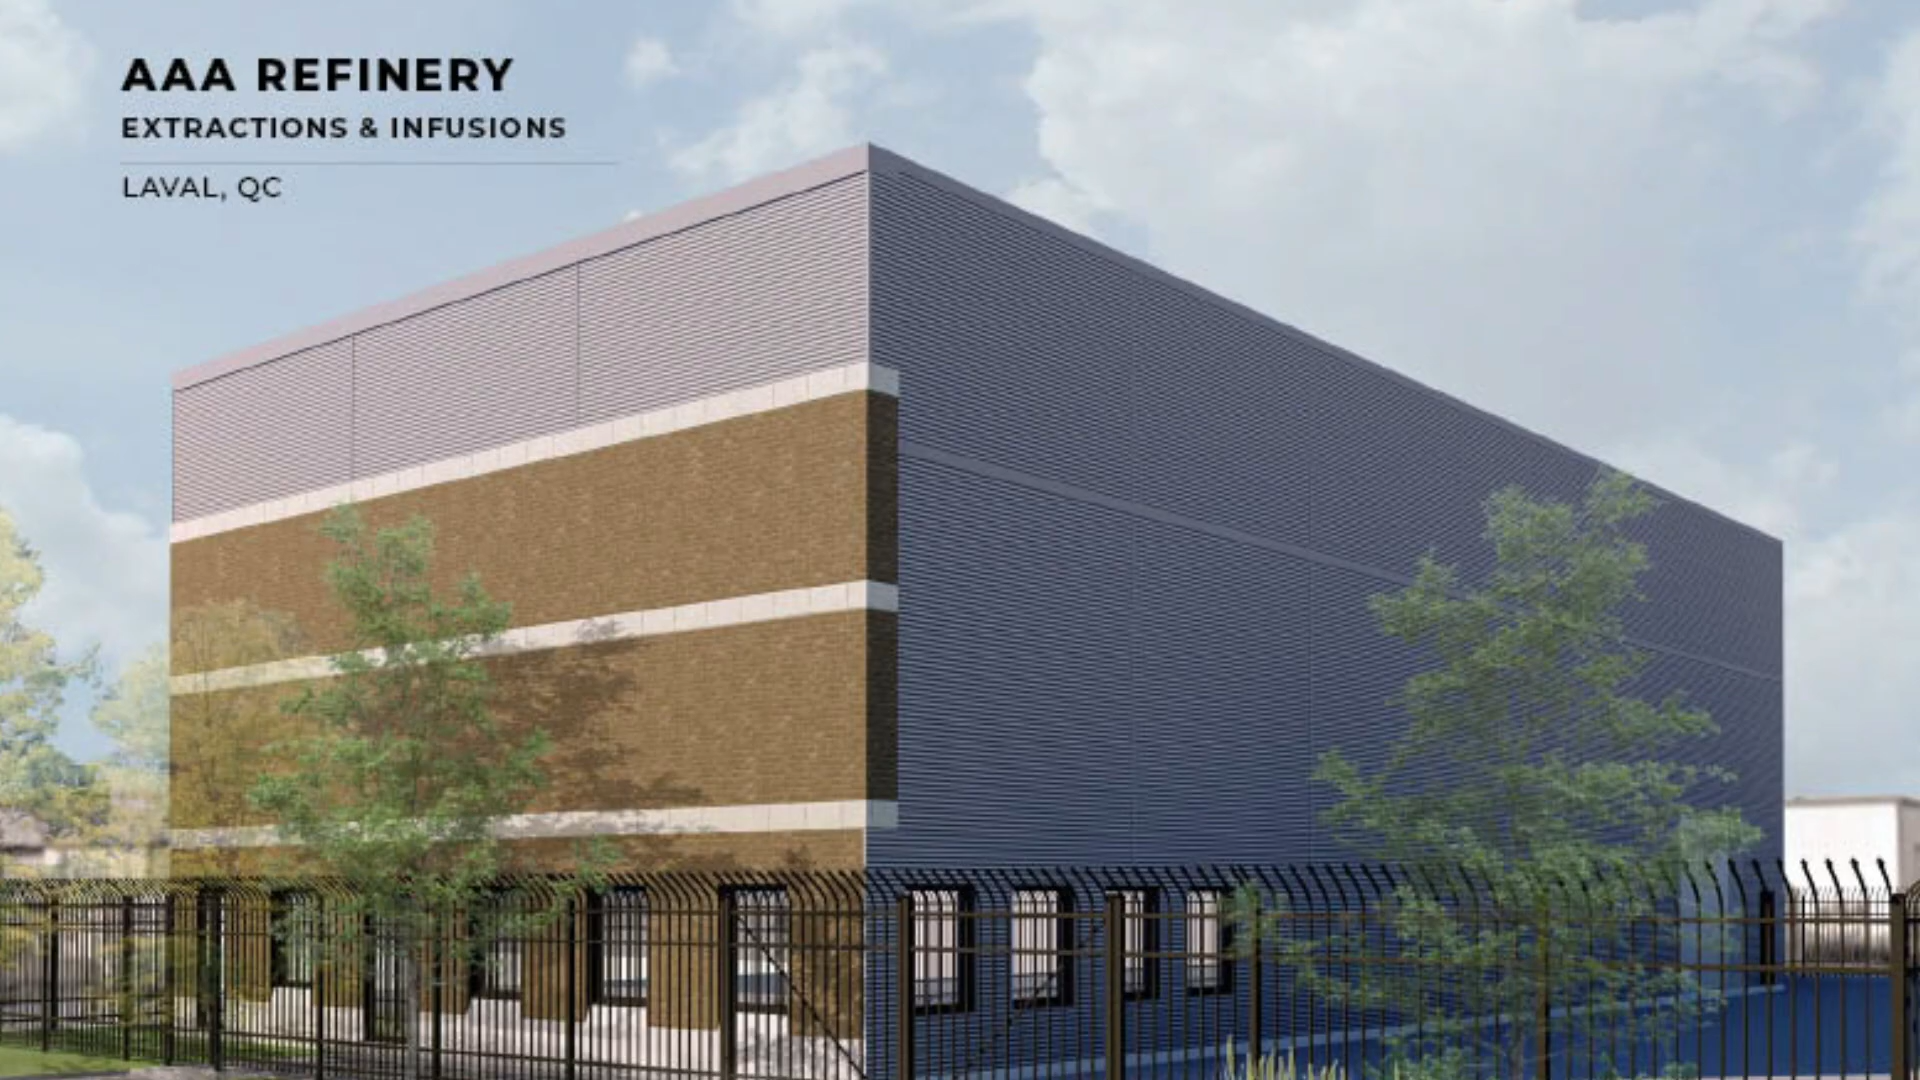 AAA REFINERY
EXTRACTIONS & INFUSIONS
LAVAL, QC